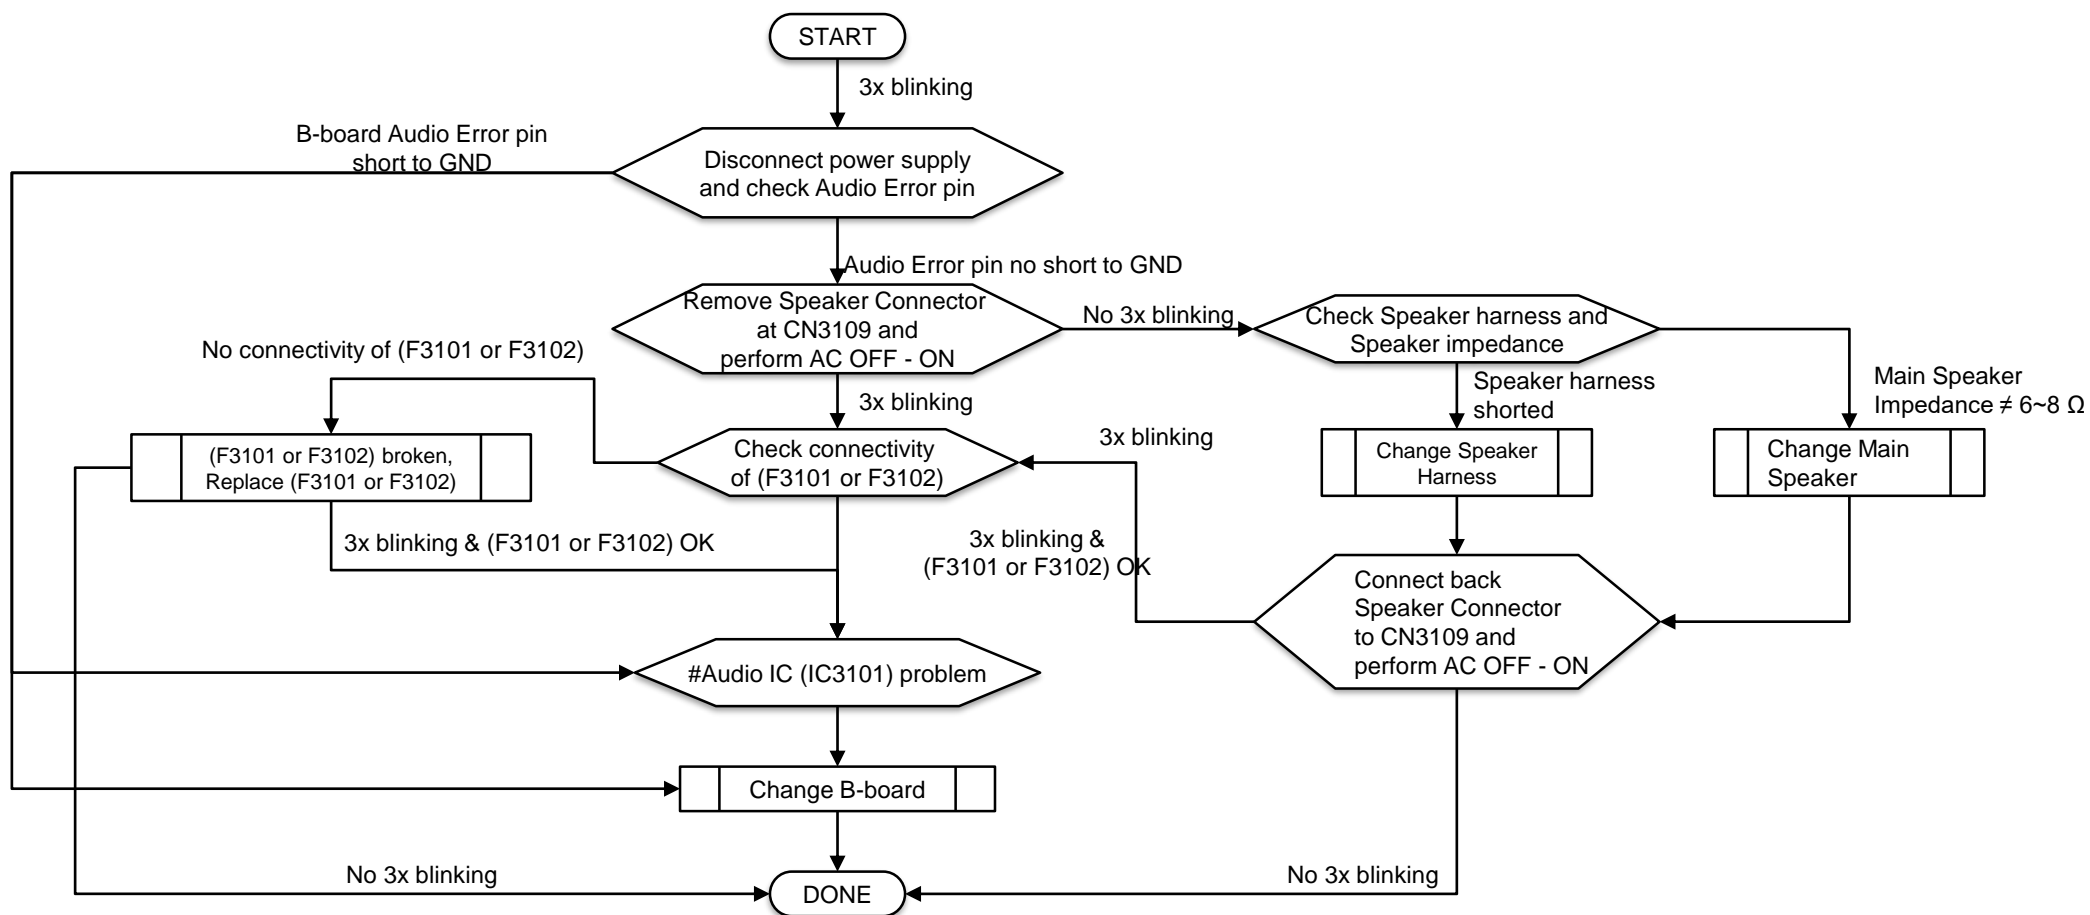 START
3x blinking
B-board Audio Error pin
short to GND
Disconnect power supply
and check Audio Error pin
Audio Error pin no short to GND
Remove Speaker Connector
at CN3109 and
perform AC OFF - ON
No 3x blinking
Check Speaker harness and
Speaker impedance
No connectivity of (F3101 or F3102)
3x blinking
Speaker harness
shorted
Main Speaker
Impedance ≠ 6~8 Ω
(F3101 or F3102) broken,
Replace (F3101 or F3102)
Check connectivity
of (F3101 or F3102)
3x blinking
Change Speaker
Harness
Change Main
Speaker
3x blinking & (F3101 or F3102) OK
3x blinking &
(F3101 or F3102) OK
Connect back
Speaker Connector
to CN3109 and
perform AC OFF - ON
#Audio IC (IC3101) problem
Change B-board
No 3x blinking
DONE
No 3x blinking